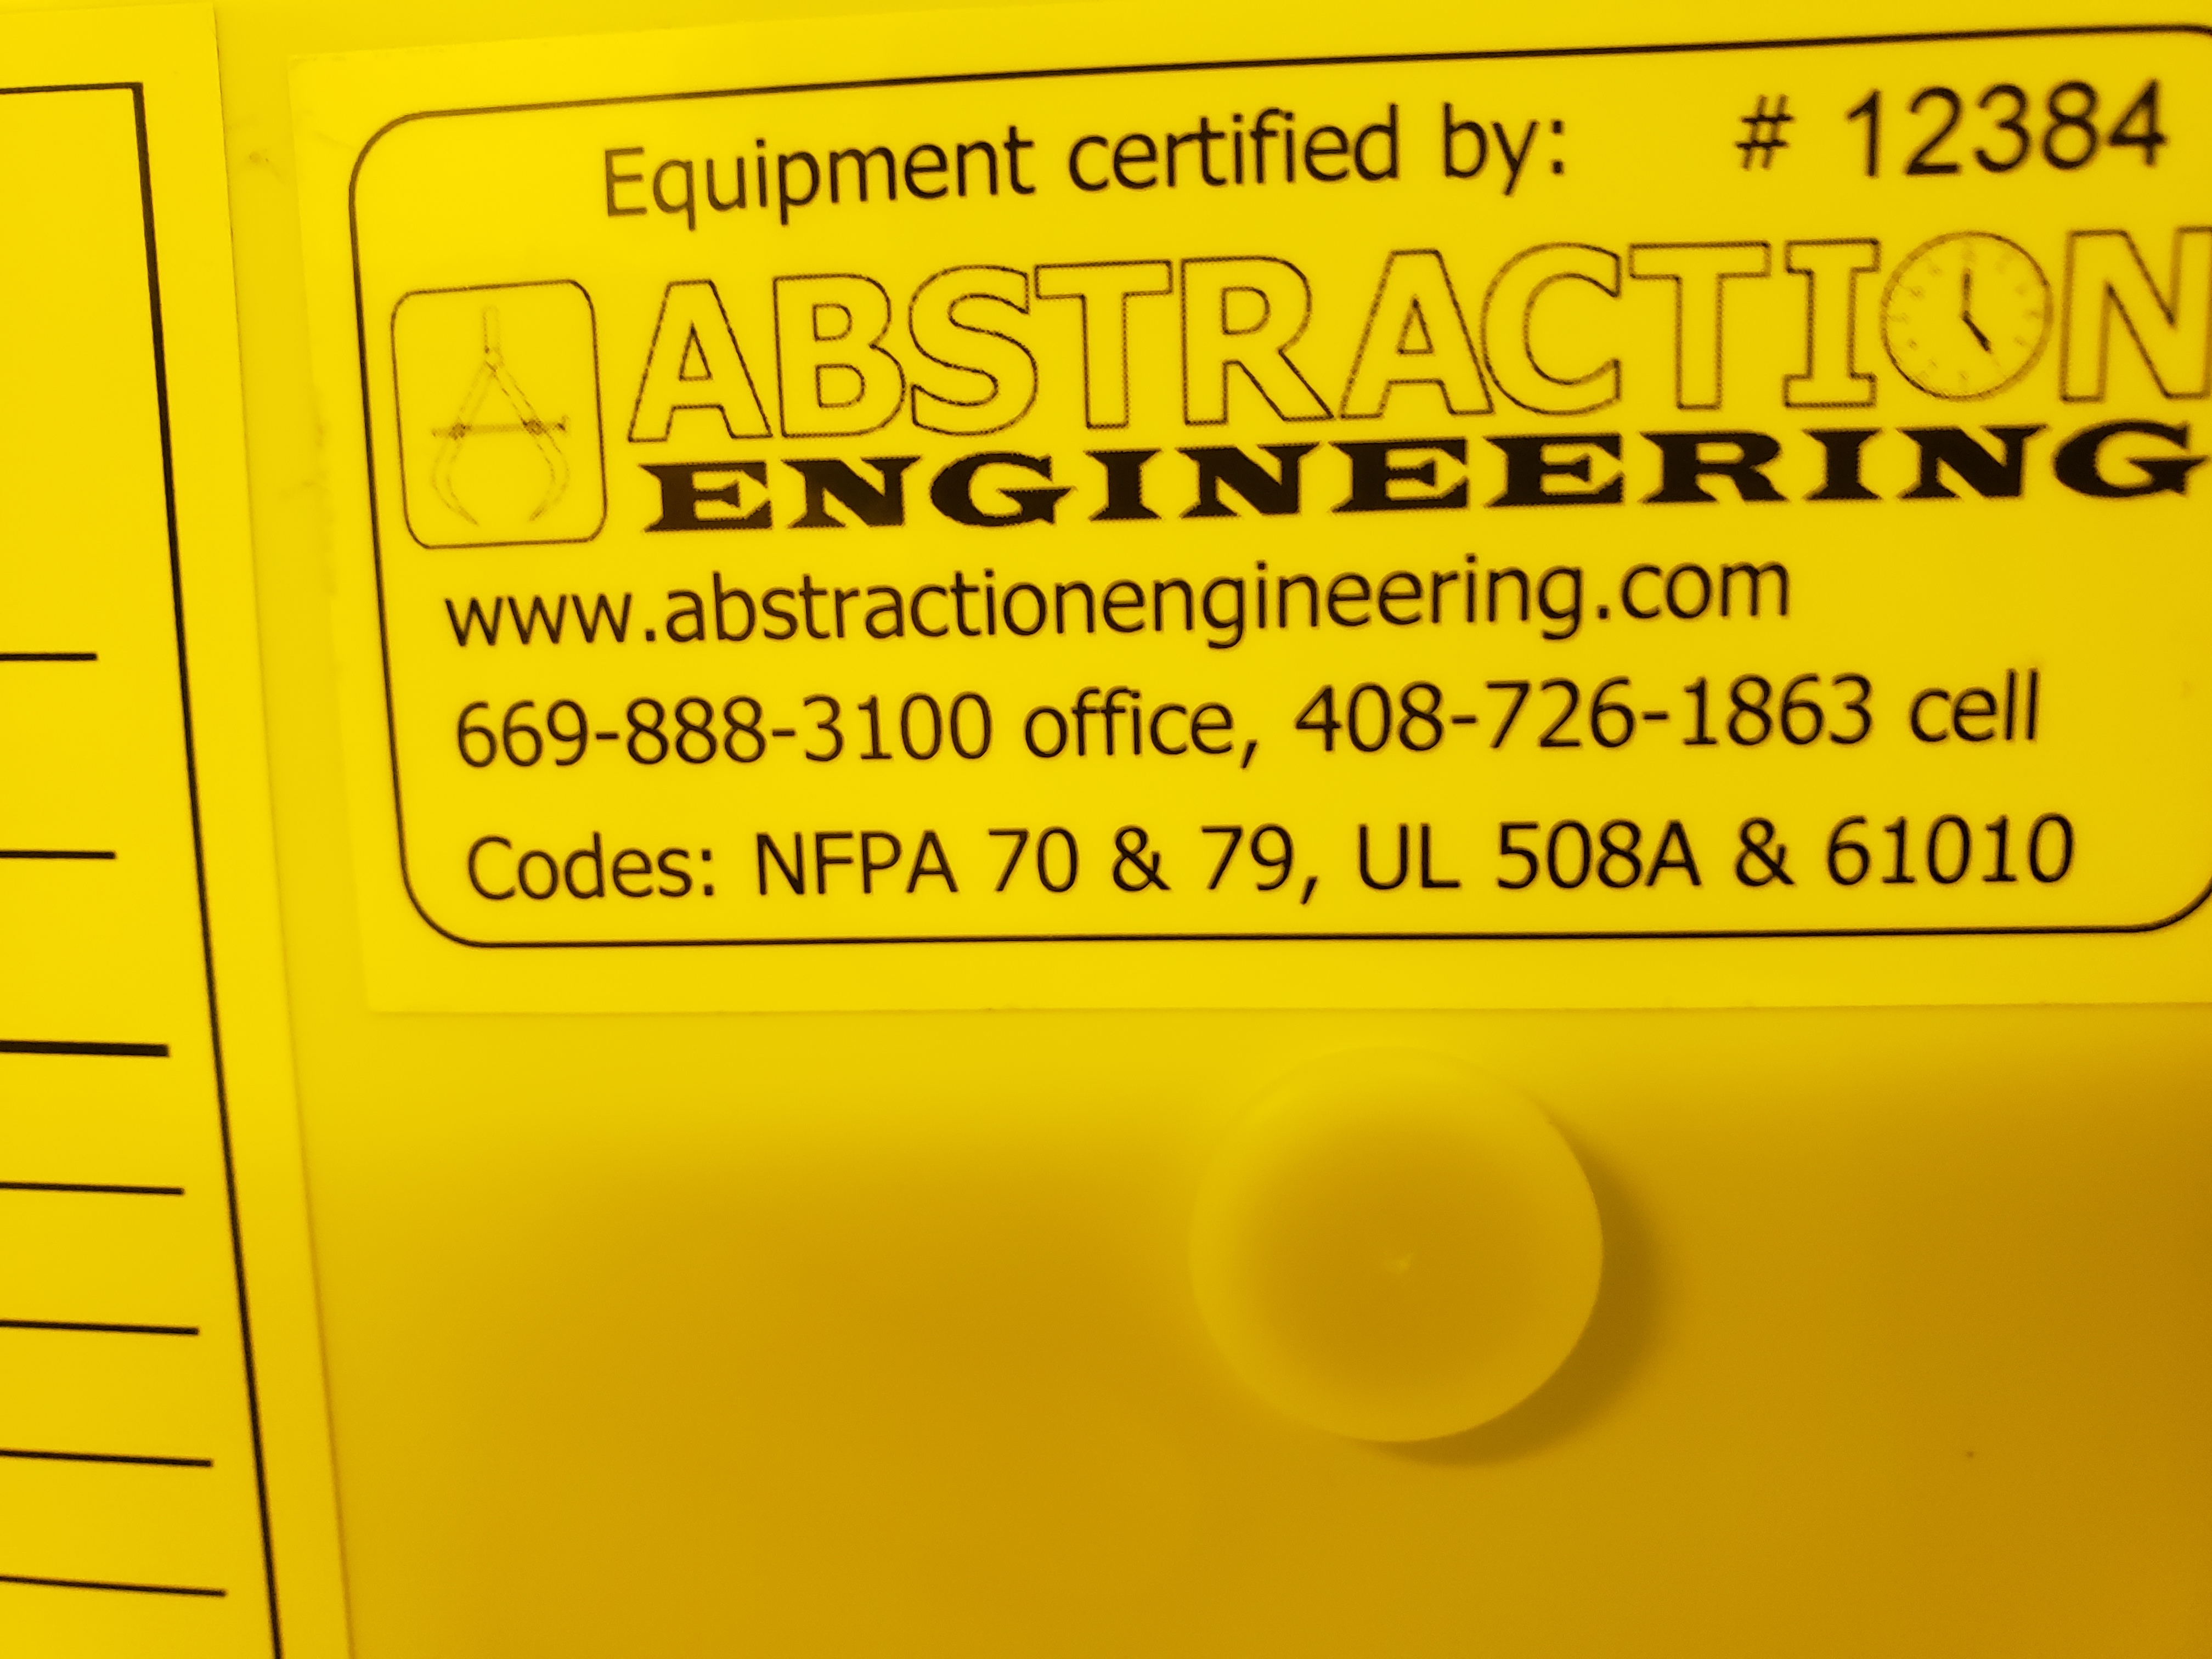 Equipment certified by: # 12384
ABSTRACTION
ENGINEERING
www.abstractionengineering.com
669-888-3100 office, 408-726-1863 cell
Codes: NFPA 70 & 79, UL 508A & 61010